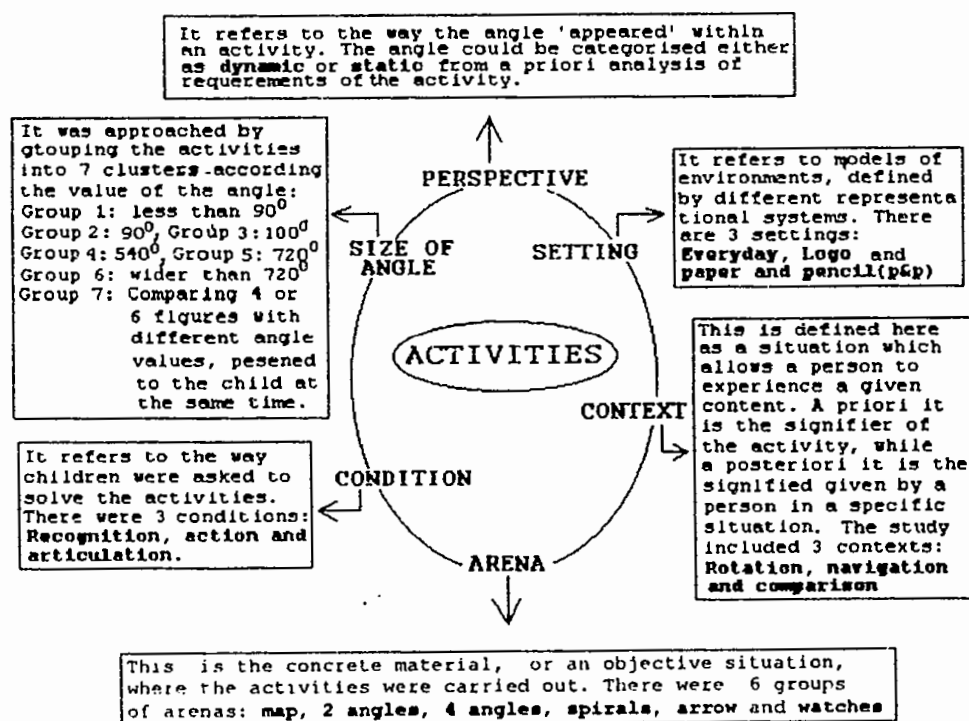 It refers to the way the angle 'appeared' within
an activity. The angle could be categorised either
as dynamic or static from a priori analysis of
requerements of the activity.
It was approached by
gtouping the activities
into 7 clusters according
the value of the angle:
Group 1: less than 90⁰
Group 2: 90⁰, Group 3:100⁰
Group 4: 540⁰, Group 5: 720⁰
Group 6: wider than 720⁰
Group 7: Comparing 4 or
6 figures with
different angle
values, pesened
to the child at
the same time.
PERSPECTIVE
It refers to models of
environments, defined
by different representa
tional systems. There
are 3 settings:
Everyday, Logo and
paper and pencil(p&p)
SIZE OF
ANGLE
SETTING
ACTIVITIES
This is defined here
as a situation which
allows a person to
experience a given
content. A priori it
is the signifier of
the activity, while
a posteriori it is the
signified given by a
person in a specific
situation. The study
included 3 contexts:
Rotation, navigation
and comparison
CONTEXT
It refers to the way
children were asked to
solve the activities.
There were 3 conditions:
Recognition, action and
articulation.
CONDITION
ARENA
This is the concrete material, or an objective situation,
where the activities were carried out. There were 6 groups
of arenas: map, 2 angles, 4 angles, spirals, arrow and watches